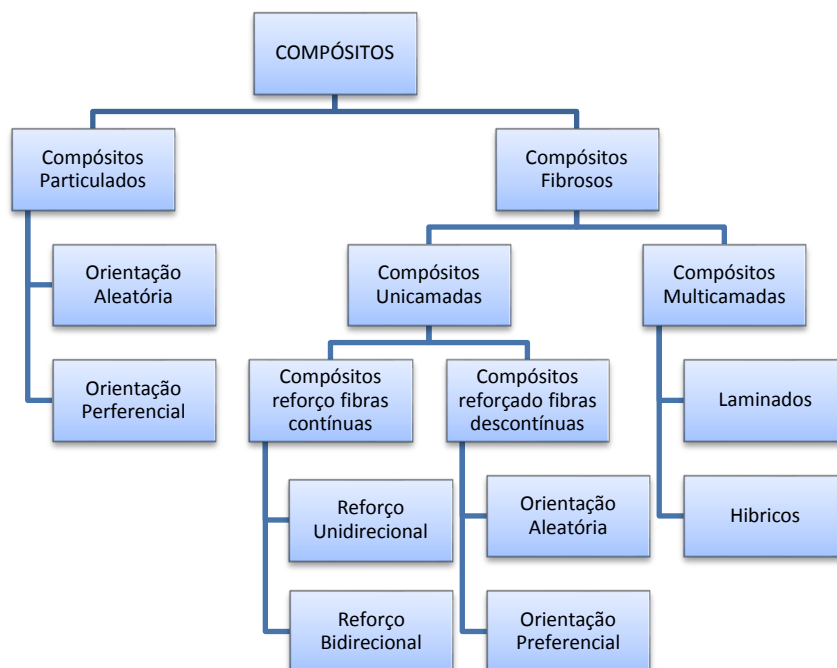 COMPÓSITOS
Compósitos
Particulados
Compósitos
Fibrosos
Orientação
Aleatória
Compósitos
Unicamadas
Compósitos
Multicamadas
Orientação
Perferencial
Compósitos
reforço fibras
contínuas
Compósitos
reforçado fibras
descontínuas
Laminados
Reforço
Unidirecional
Orientação
Aleatória
Hibricos
Reforço
Bidirecional
Orientação
Preferencial